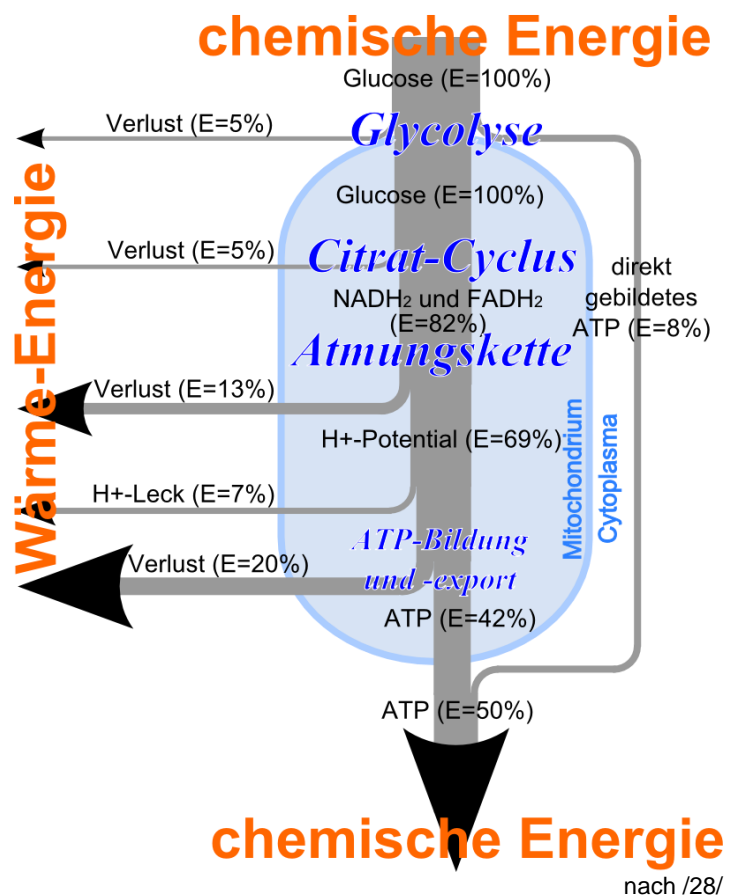 chemische Energie
Glucose (E=100%)
Verlust (E=5%)
Glycolyse
Glucose (E=100%)
Verlust (E=5%)
Citrat-Cyclus
direkt
gebildetes
ATP (E=8%)
NADH₂ und FADH₂
(E=82%)
Atmungskette
Verlust (E=13%)
H+-Potential (E=69%)
Mitochondrium
Cytoplasma
Wärme-Energie
H+-Leck (E=7%)
ATP-Bildung
und -export
Verlust (E=20%)
ATP (E=42%)
ATP (E=50%)
chemische Energie
nach /28/